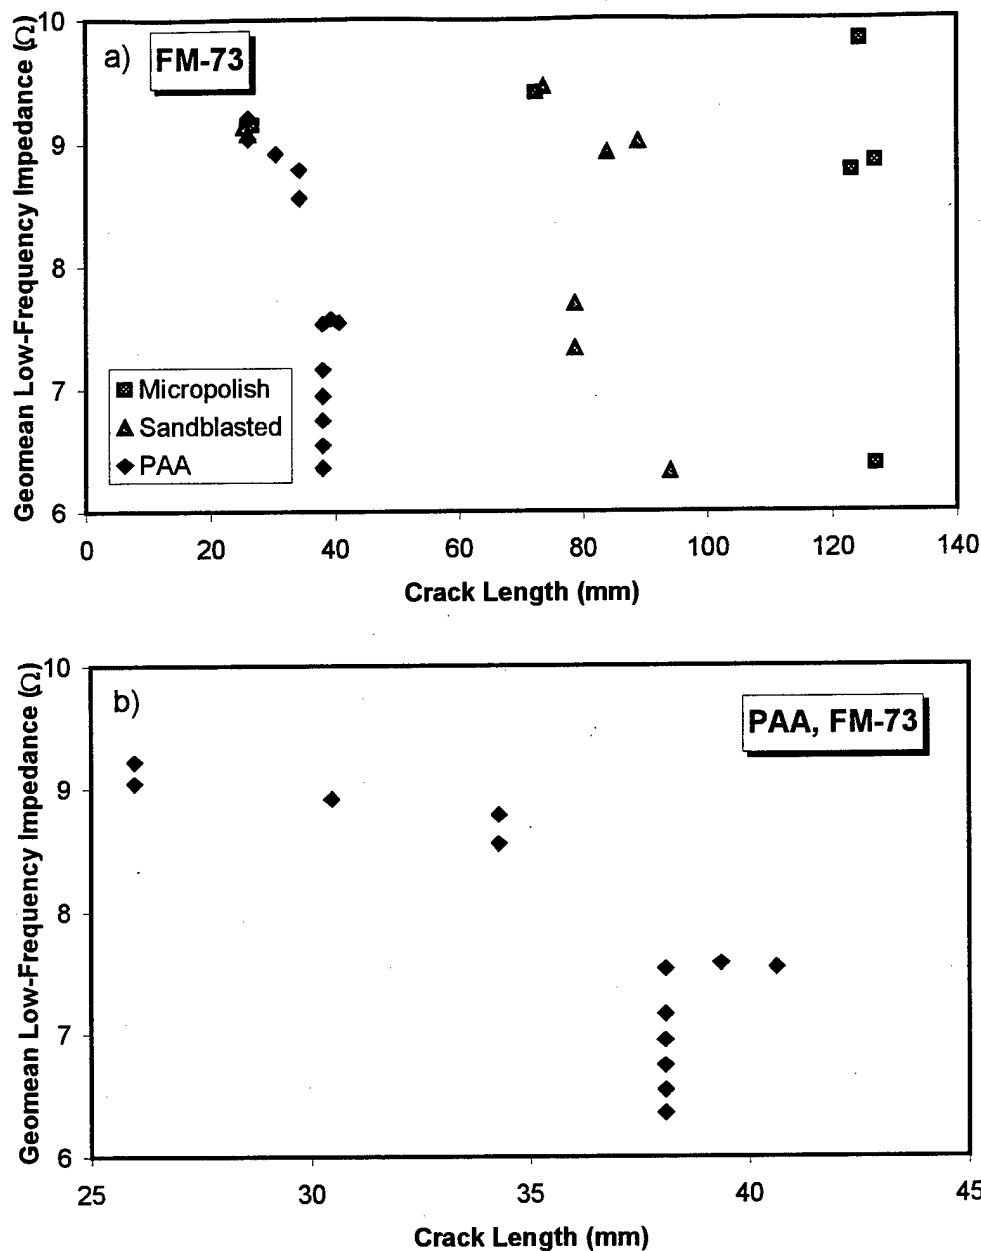 a) FM-73
Geomean Low-Frequency Impedance (Ω)
10
9
8
7
6
Micropolish
Sandblasted
PAA
0 20 40 60 80 100 120 140
Crack Length (mm)
b) PAA, FM-73
Geomean Low-Frequency Impedance (Ω)
10
9
8
7
6
25 30 35 40 45
Crack Length (mm)